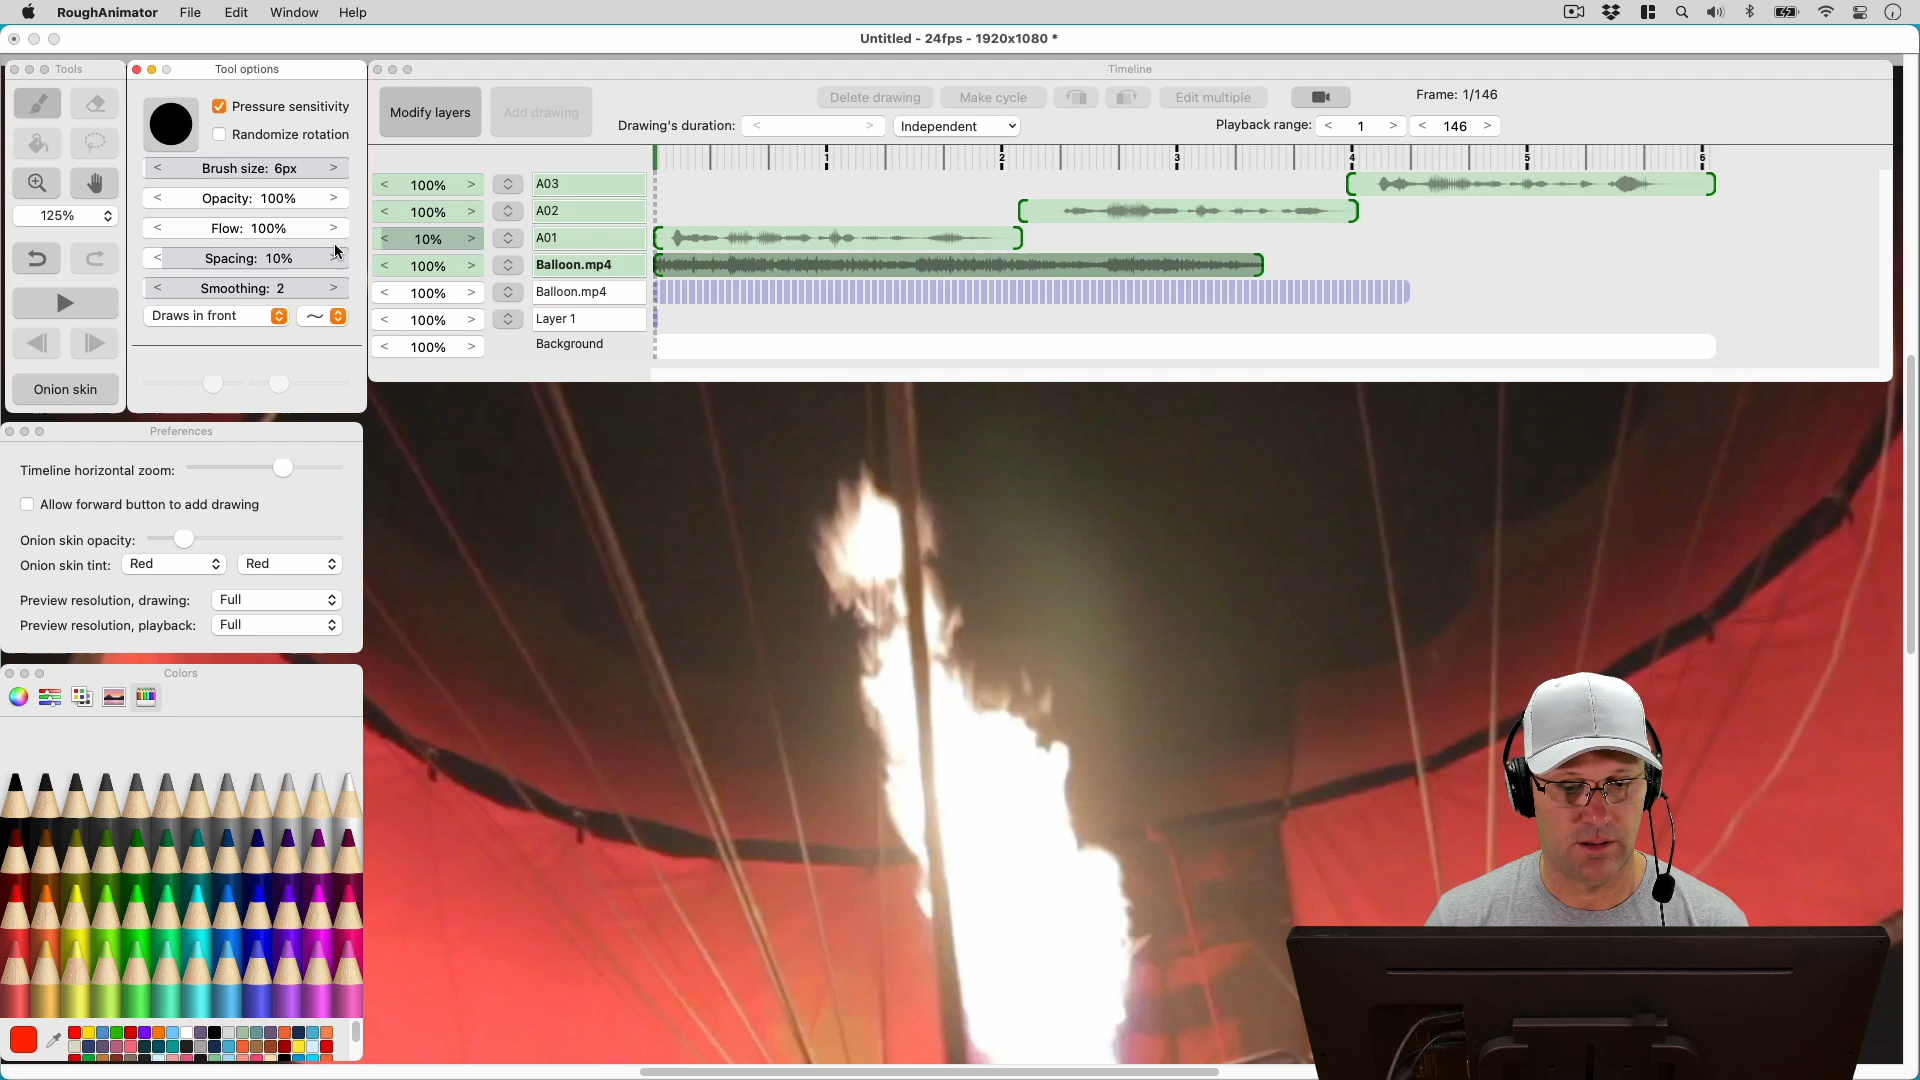 RoughAnimator File Edit Window Help
Untitled - 24fps - 1920x1080 *
Tools
Tool options
Timeline
Pressure sensitivity
Randomize rotation
Brush size: 6px
Opacity: 100%
Flow: 100%
Spacing: 10%
Smoothing: 2
Draws in front
125%
Onion skin
Modify layers
Add drawing
Delete drawing
Make cycle
Edit multiple
Frame: 1/146
Drawing's duration:
Independent
Playback range: < 1 > < 146 >
1 2 3 4 5 6
< 100% > A03
< 100% > A02
< 10% > A01
< 100% > Balloon.mp4
< 100% > Balloon.mp4
< 100% > Layer 1
< 100% > Background
Preferences
Timeline horizontal zoom:
Allow forward button to add drawing
Onion skin opacity:
Onion skin tint: Red Red
Preview resolution, drawing: Full
Preview resolution, playback: Full
Colors